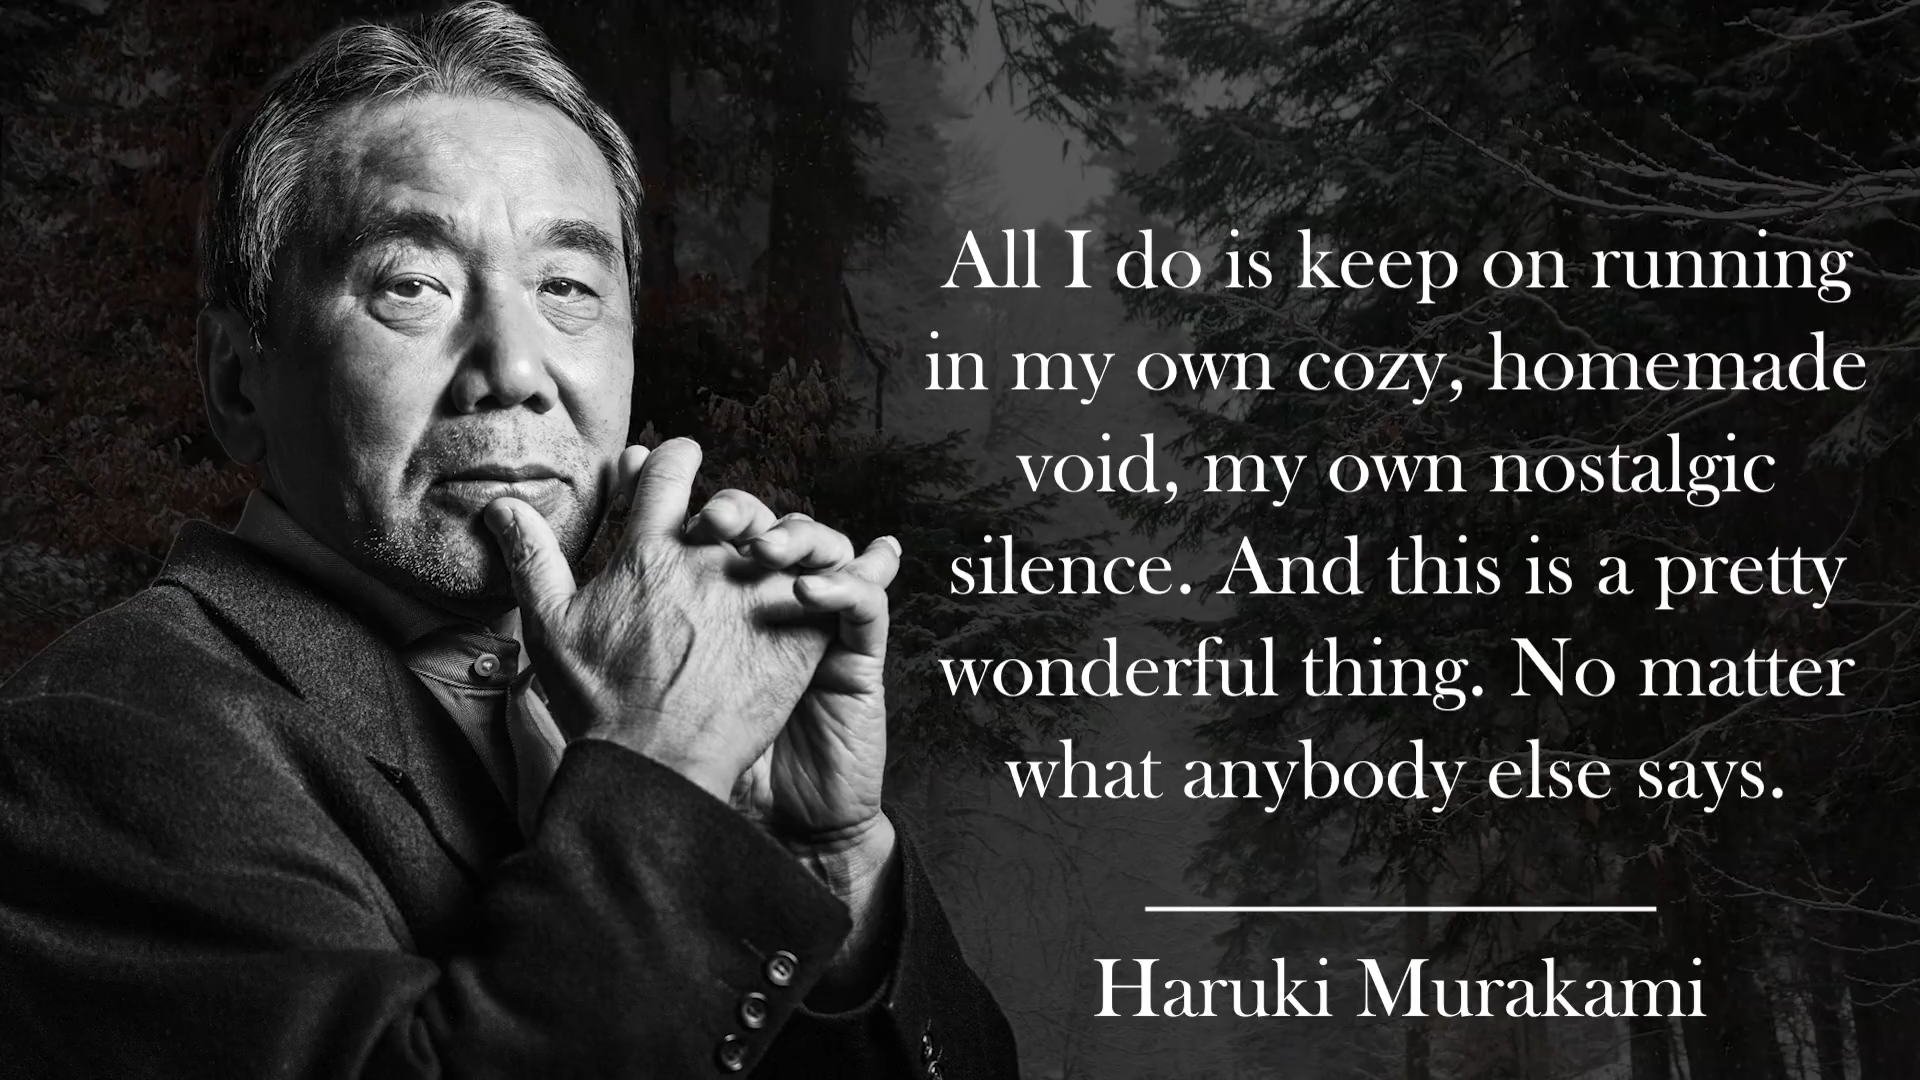 All I do is keep on running
in my own cozy, homemade
void, my own nostalgic
silence. And this is a pretty
wonderful thing. No matter
what anybody else says.
Haruki Murakami